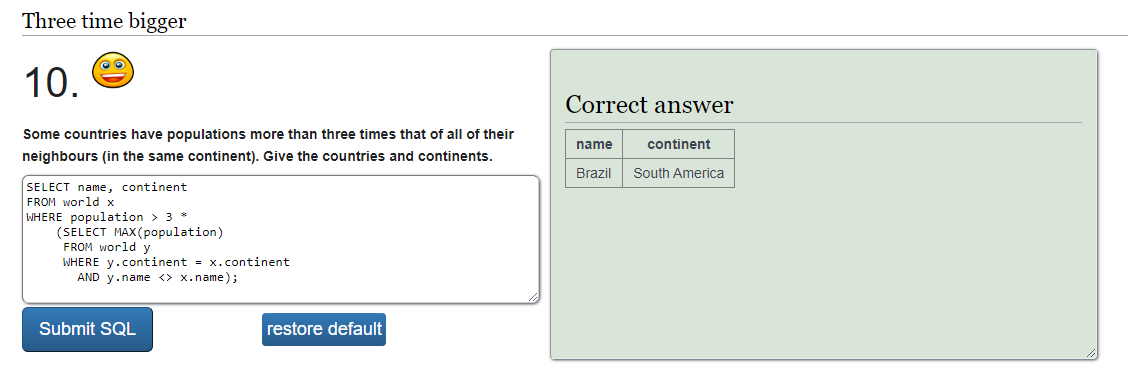 Three time bigger
10.
Some countries have populations more than three times that of all of their
neighbours (in the same continent). Give the countries and continents.
SELECT name, continent
FROM world x
WHERE population > 3 *
(SELECT MAX(population)
FROM world y
WHERE y.continent = x.continent
AND y.name <> x.name);
Submit SQL
restore default
Correct answer
name continent
Brazil South America